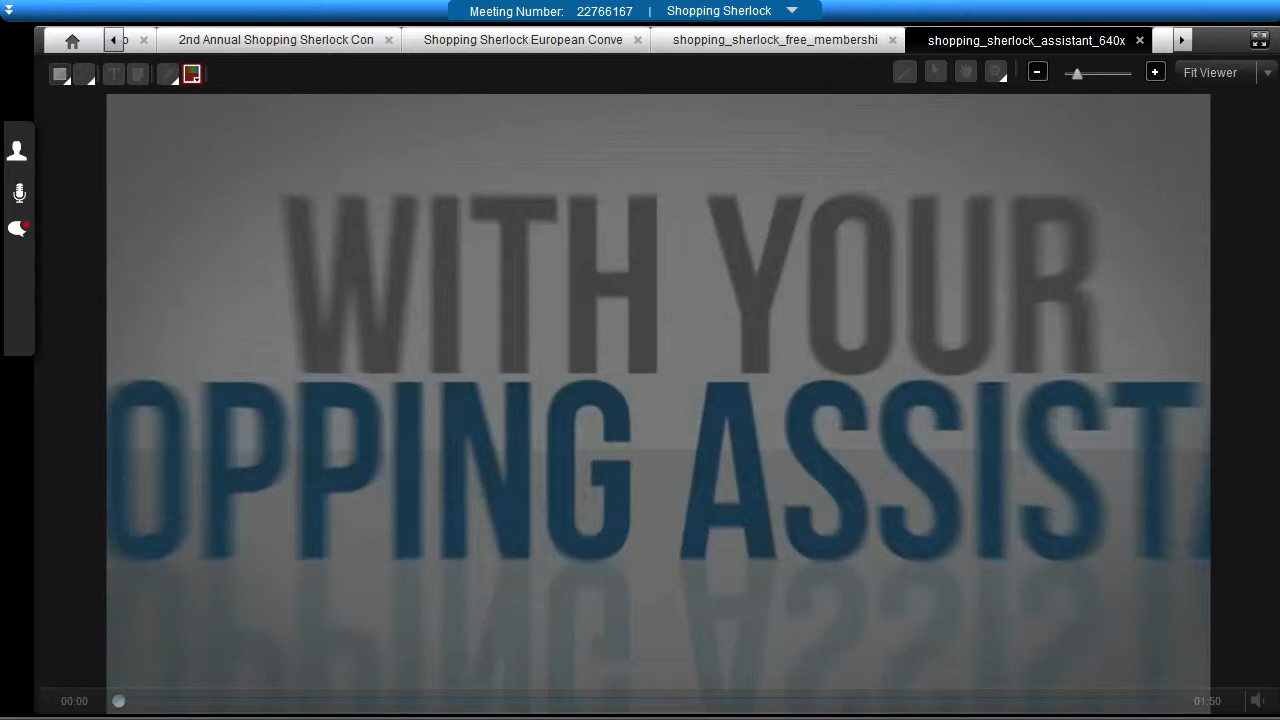 Meeting Number: 22766167 | Shopping Sherlock
2nd Annual Shopping Sherlock Con
Shopping Sherlock European Conve
shopping_sherlock_free_membershi
shopping_sherlock_assistant_640x
T
Fit Viewer
WITH YOUR
OPPING ASSIST
00:00
01:50